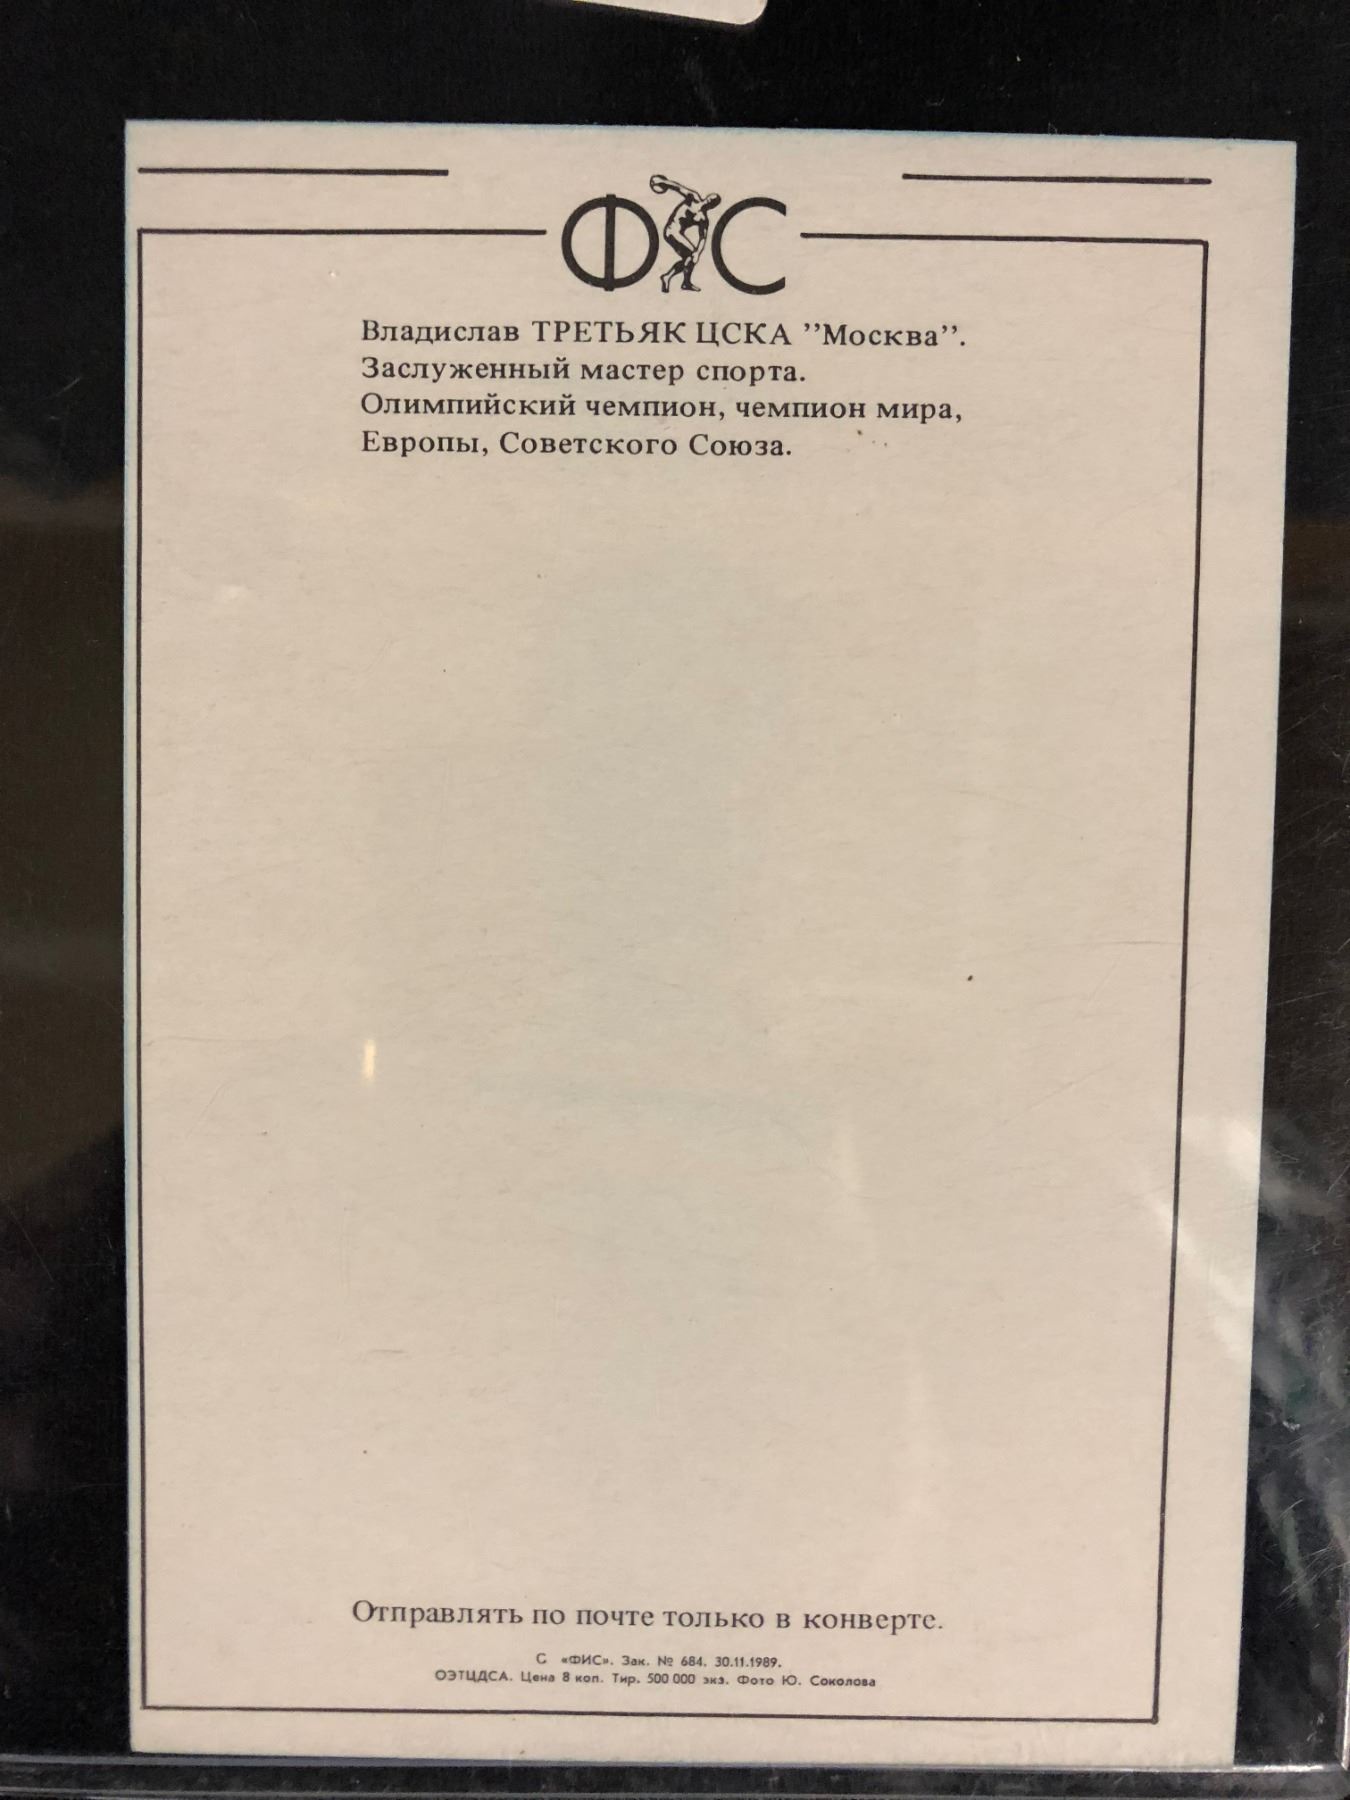 ФС
Владислав ТРЕТЬЯК ЦСКА ”Москва”.
Заслуженный мастер спорта.
Олимпийский чемпион, чемпион мира,
Европы, Советского Союза.
Отправлять по почте только в конверте.
С «ФИС». Зак. № 684. 30.11.1989.
ОЭТЦДСА. Цена 8 коп. Тир. 500 000 экз. Фото Ю. Соколова